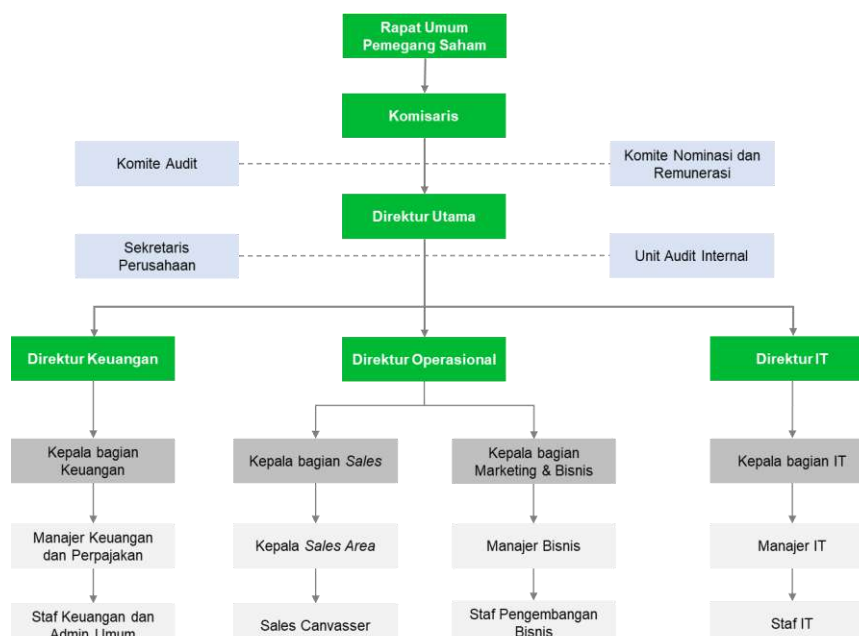 Rapat Umum
Pemegang Saham
Komisaris
Komite Audit
Komite Nominasi dan
Remunerasi
Direktur Utama
Sekretaris
Perusahaan
Unit Audit Internal
Direktur Keuangan
Direktur Operasional
Direktur IT
Kepala bagian
Keuangan
Kepala bagian Sales
Kepala bagian
Marketing & Bisnis
Kepala bagian IT
Manajer Keuangan
dan Perpajakan
Kepala Sales Area
Manajer Bisnis
Manajer IT
Staf Keuangan dan
Admin Umum
Sales Canvasser
Staf Pengembangan
Bisnis
Staf IT